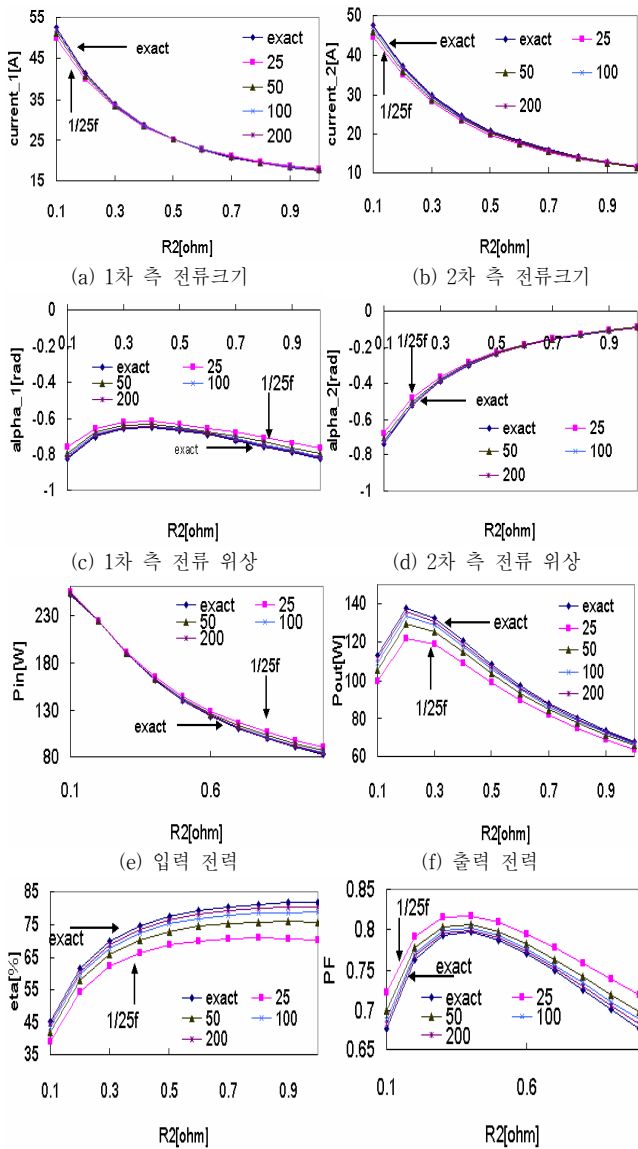 current_1[A]
55
45
35
25
15
exact
1/25f
exact
25
50
100
200
0.1 0.3 0.5 0.7 0.9
R2[ohm]
(a) 1차 측 전류크기
current_2[A]
50
40
30
20
10
exact
1/25f
exact 25
50 100
200
0.1 0.3 0.5 0.7 0.9
R2[ohm]
(b) 2차 측 전류크기
alpha_1[rad]
0
-0.2
-0.4
-0.6
-0.8
-1
0.1 0.3 0.5 0.7 0.9
exact 25
50 100
200
1/25f
exact
R2[ohm]
(c) 1차 측 전류 위상
alpha_2[rad]
0
-0.2
-0.4
-0.6
-0.8
-1
0.1 0.3 0.5 0.7 0.9
1/25f
exact
exact 25
50 100
200
R2[ohm]
(d) 2차 측 전류 위상
Pin[W]
230
180
130
80
exact 25
50 100
200
1/25f
exact
0.1 0.6
R2[ohm]
(e) 입력 전력
Pout[W]
140
120
100
80
60
exact
1/25f
exact
25
50
100
200
0.1 0.3 0.5 0.7 0.9
R2[ohm]
(f) 출력 전력
eta[%]
85
75
65
55
45
35
exact
1/25f
exact 25
50 100
200
0.1 0.3 0.5 0.7 0.9
R2[ohm]
PF
0.85
0.8
0.75
0.7
0.65
1/25f
exact
exact 25
50 100
200
0.1 0.6
R2[ohm]